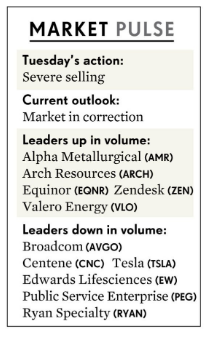 MARKET PULSE
Tuesday's action:
Severe selling
Current outlook:
Market in correction
Leaders up in volume:
Alpha Metallurgical (AMR)
Arch Resources (ARCH)
Equinor (EQNR) Zendesk (ZEN)
Valero Energy (VLO)
Leaders down in volume:
Broadcom (AVGO)
Centene (CNC) Tesla (TSLA)
Edwards Lifesciences (EW)
Public Service Enterprise (PEG)
Ryan Specialty (RYAN)